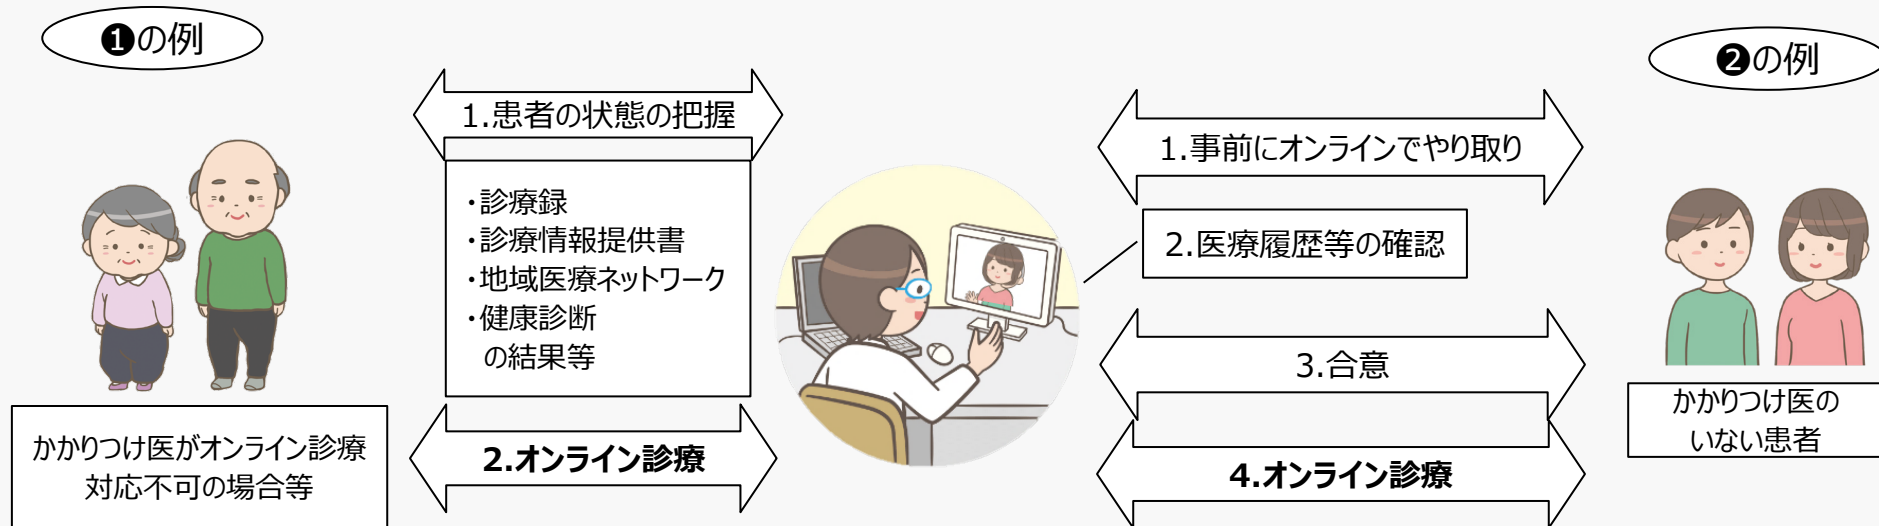 ❶の例
1.患者の状態の把握
・診療録
・診療情報提供書
・地域医療ネットワーク
・健康診断
の結果等
2.オンライン診療
かかりつけ医がオンライン診療
対応不可の場合等
❷の例
1.事前にオンラインでやり取り
2.医療履歴等の確認
3.合意
4.オンライン診療
かかりつけ医の
いない患者